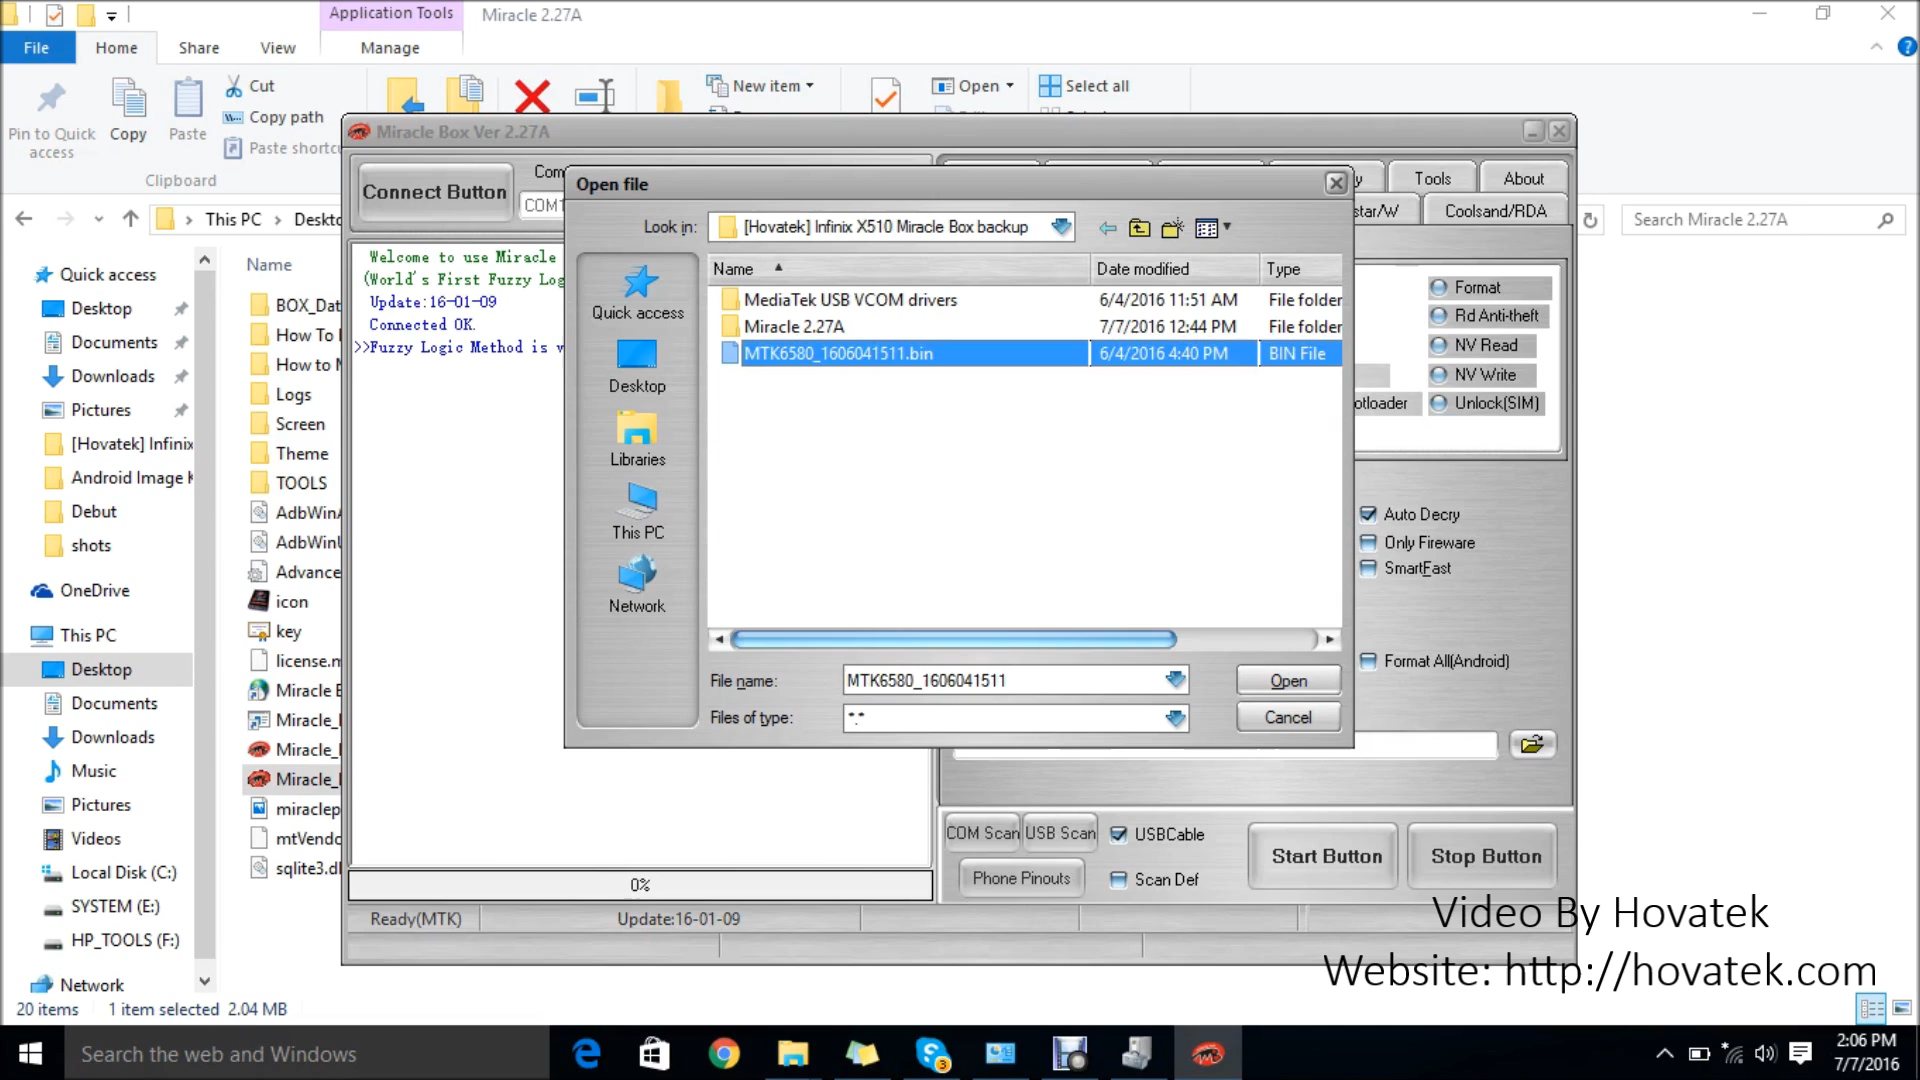 Application Tools
Miracle 2.27A
File
Home
Share
View
Manage
Pin to Quick access
Copy
Paste
Cut
Copy path
Paste shortcu
Clipboard
New item
Open
Select all
This PC
Deskto
Search Miracle 2.27A
Quick access
Desktop
Documents
Downloads
Pictures
[Hovatek] Infinix
Android Image K
Debut
shots
OneDrive
This PC
Desktop
Documents
Downloads
Music
Pictures
Videos
Local Disk (C:)
SYSTEM (E:)
HP_TOOLS (F:)
Network
20 items
1 item selected 2.04 MB
Name
BOX_Dat
How To
How to
Logs
Screen
Theme
TOOLS
AdbWin
AdbWin
Advance
icon
key
license.m
Miracle
Miracle_
Miracle_
Miracle_
miraclep
mtVendo
sqlite3.dl
Miracle Box Ver 2.27A
Connect Button
Com
COM1
Welcome to use Miracle
(World's First Fuzzy Log
Update:16-01-09
Connected OK.
>>Fuzzy Logic Method is v
0%
Ready(MTK)
Update:16-01-09
Open file
Look in:
[Hovatek] Infinix X510 Miracle Box backup
Name
Date modified
Type
MediaTek USB VCOM drivers
6/4/2016 11:51 AM
File folder
Miracle 2.27A
7/7/2016 12:44 PM
File folder
MTK6580_1606041511.bin
6/4/2016 4:40 PM
BIN File
Quick access
Desktop
Libraries
This PC
Network
File name:
MTK6580_1606041511
Open
Files of type:
*.*
Cancel
y
Tools
About
star/W
Coolsand/RDA
Format
Rd Anti-theft
NV Read
NV Write
otloader
Unlock(SIM)
Auto Decry
Only Fireware
SmartFast
Format All(Android)
COM Scan
USB Scan
USBCable
Phone Pinouts
Scan Def
Start Button
Stop Button
Video By Hovatek
Website: http://hovatek.com
Search the web and Windows
3
2:06 PM
7/7/2016